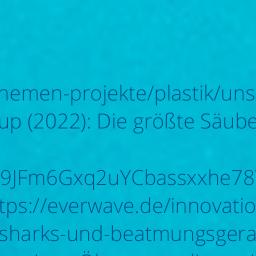 hemen-projekte/plastik/uns
up (2022): Die größte Säube
9JFm6Gxq2uYCbassxxhe78
tps://everwave.de/innovatio
sharks-und-beatmungsgera